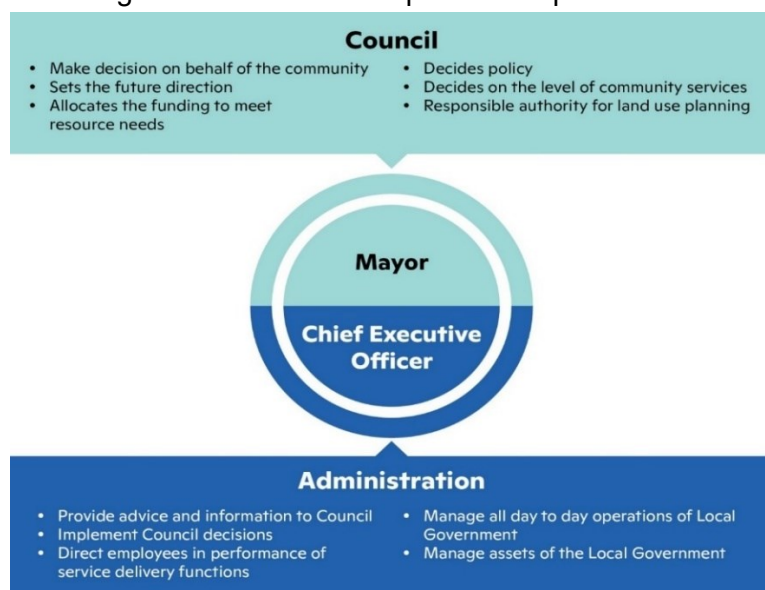 Council
• Make decision on behalf of the community
• Sets the future direction
• Allocates the funding to meet
resource needs
• Decides policy
• Decides on the level of community services
• Responsible authority for land use planning
Mayor
Chief Executive
Officer
Administration
• Provide advice and information to Council
• Implement Council decisions
• Direct employees in performance of
service delivery functions
• Manage all day to day operations of Local
Government
• Manage assets of the Local Government